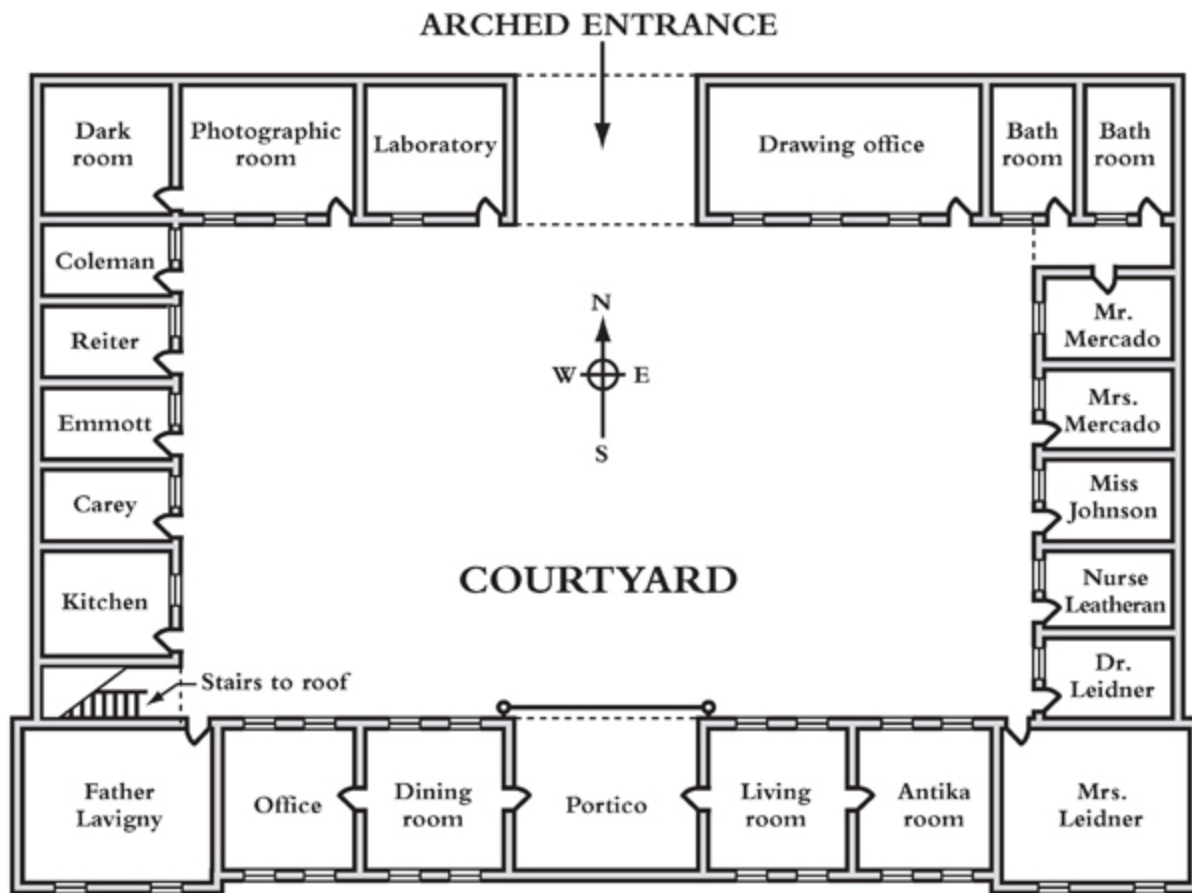 ARCHED ENTRANCE
Dark
room
Photographic
room
Laboratory
Drawing office
Bath
room
Bath
room
Coleman
Reiter
Emmott
Carey
Kitchen
Stairs to roof
N
W E
S
COURTYARD
Mr.
Mercado
Mrs.
Mercado
Miss
Johnson
Nurse
Leatheran
Dr.
Leidner
Father
Lavigny
Office
Dining
room
Portico
Living
room
Antika
room
Mrs.
Leidner